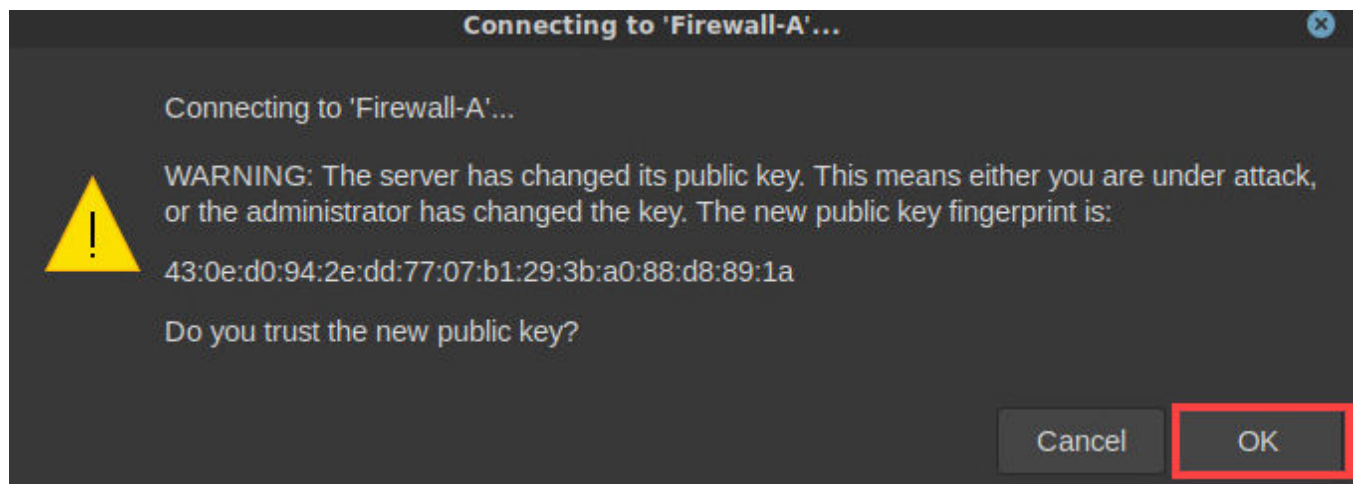 Connecting to 'Firewall-A'...
Connecting to 'Firewall-A'...
WARNING: The server has changed its public key. This means either you are under attack,
or the administrator has changed the key. The new public key fingerprint is:
43:0e:d0:94:2e:dd:77:07:b1:29:3b:a0:88:d8:89:1a
Do you trust the new public key?
Cancel OK